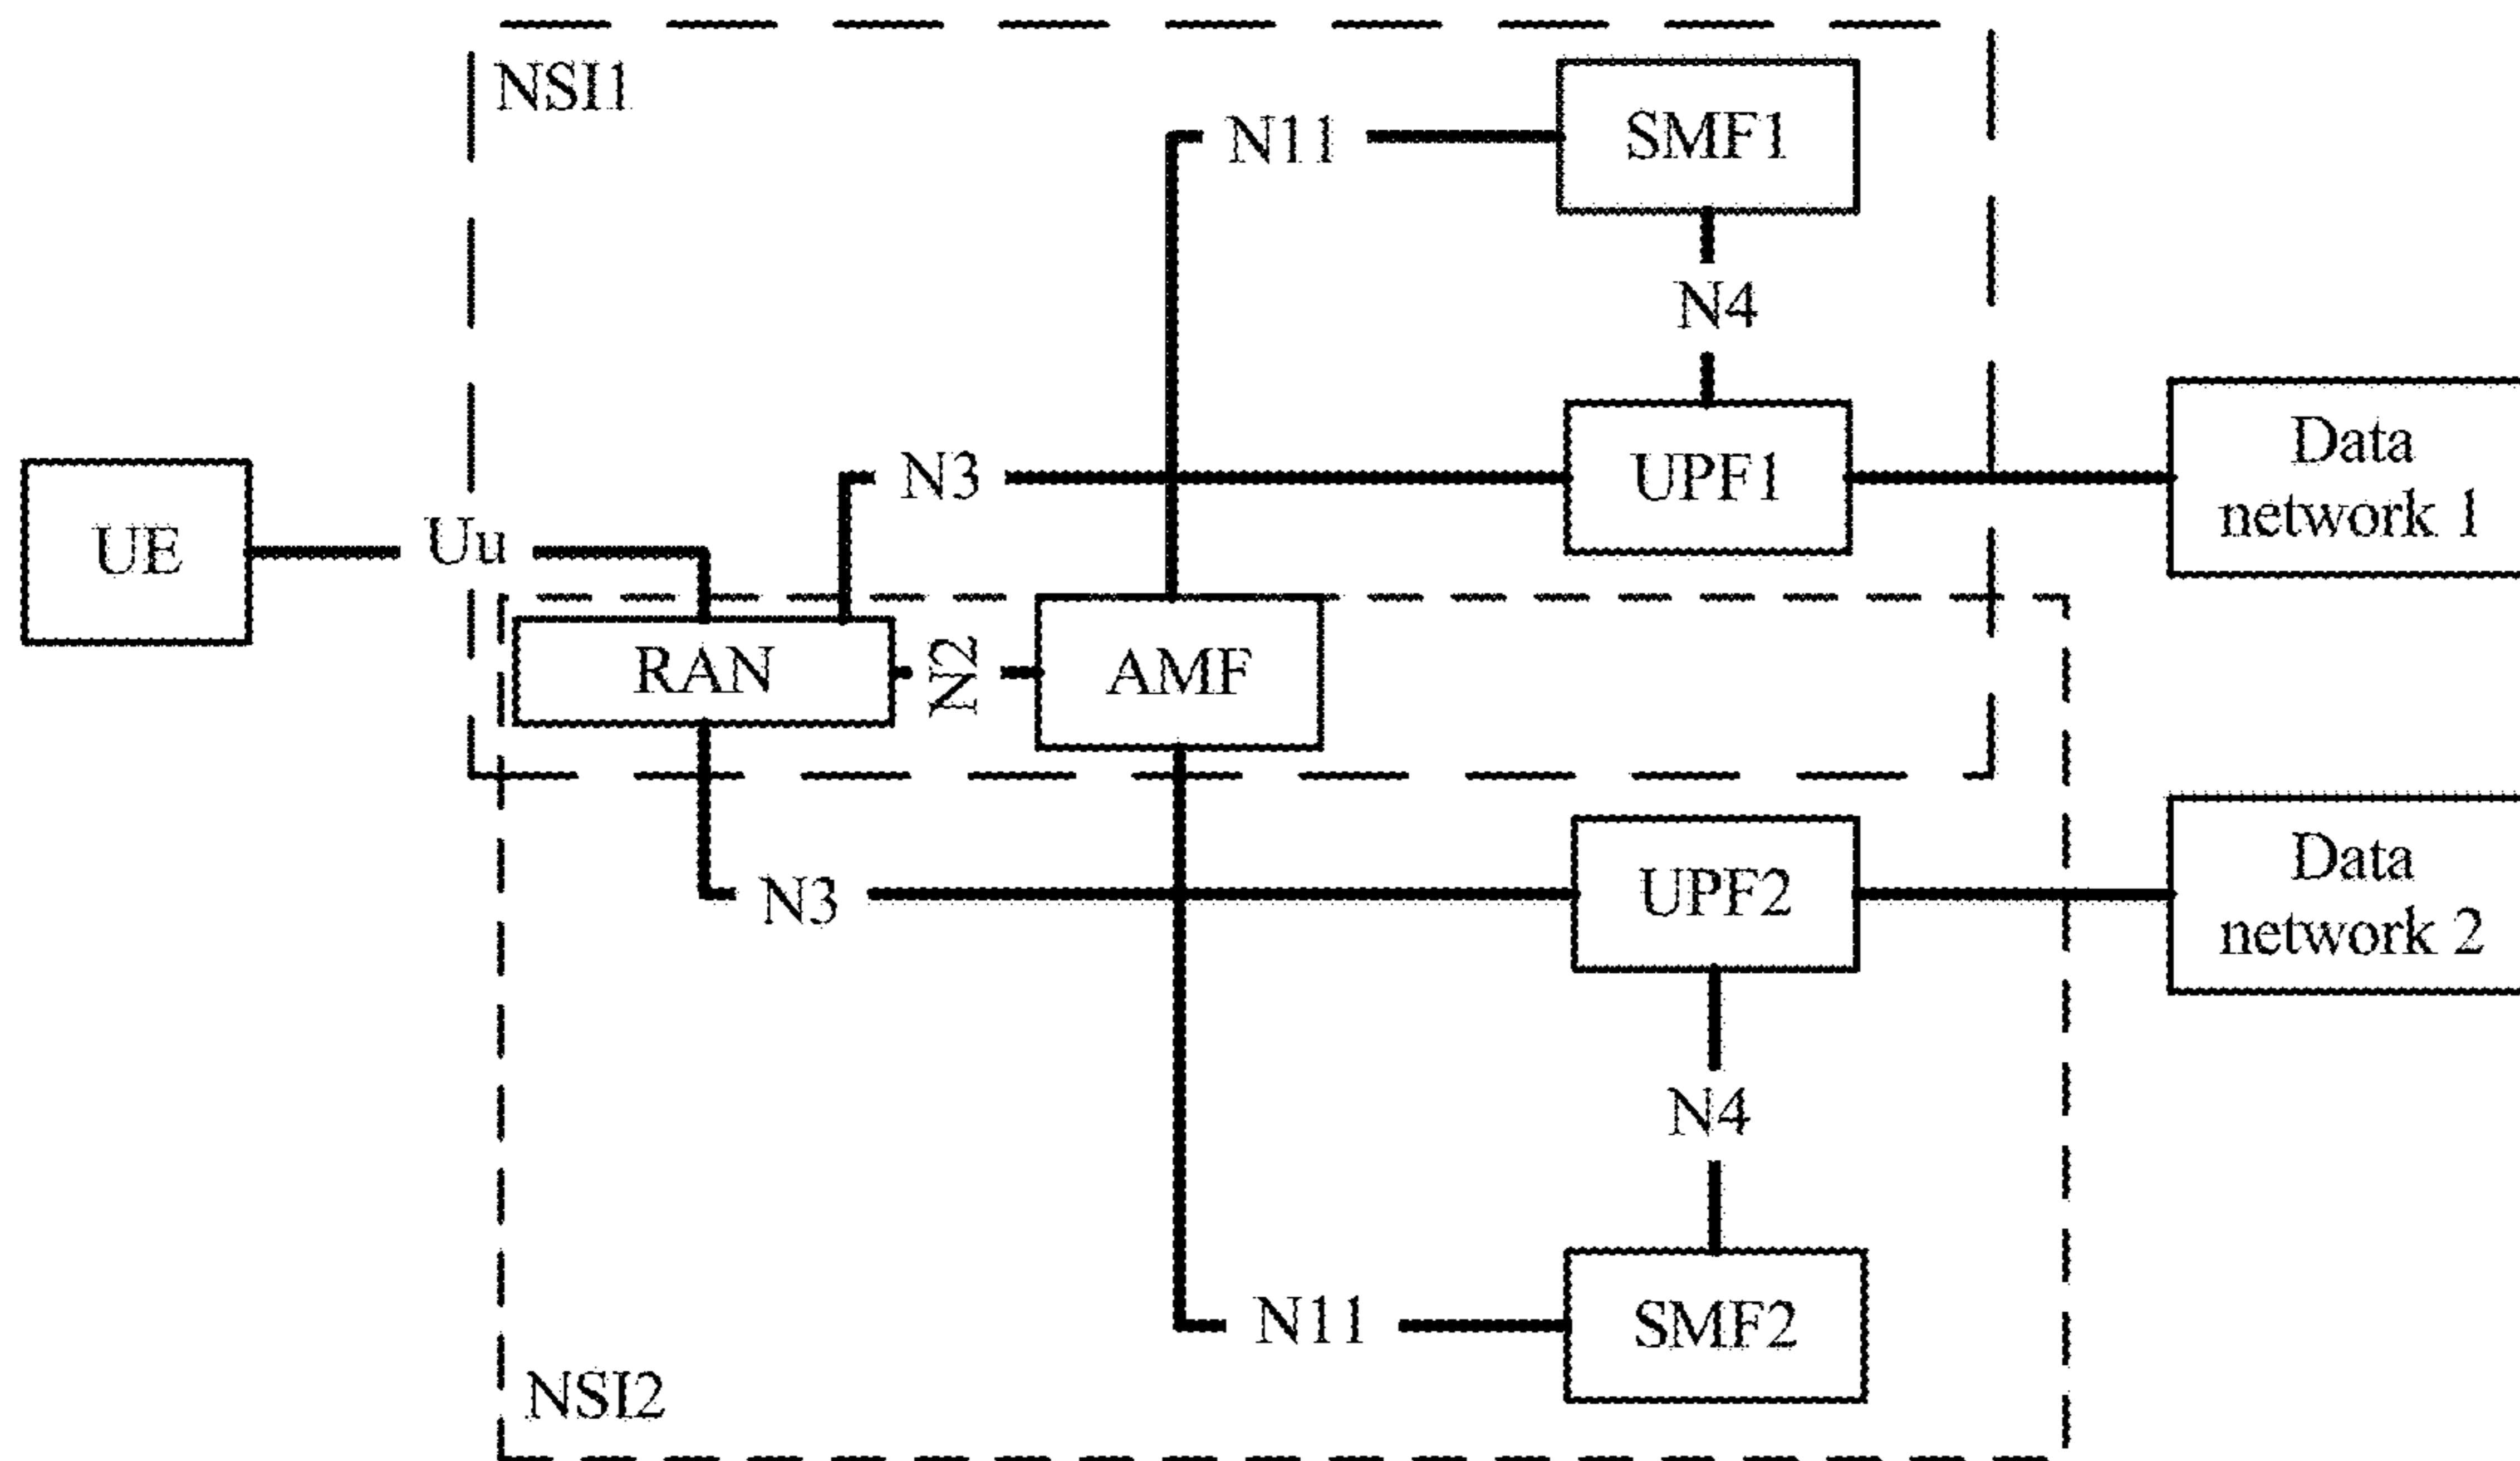 NSI1
SMF1
N11
N4
Data
network 1
N3
UPF1
UE
Uu
RAN
N2
AMF
Data
network 2
UPF2
N3
N4
N11
SMF2
NSI2